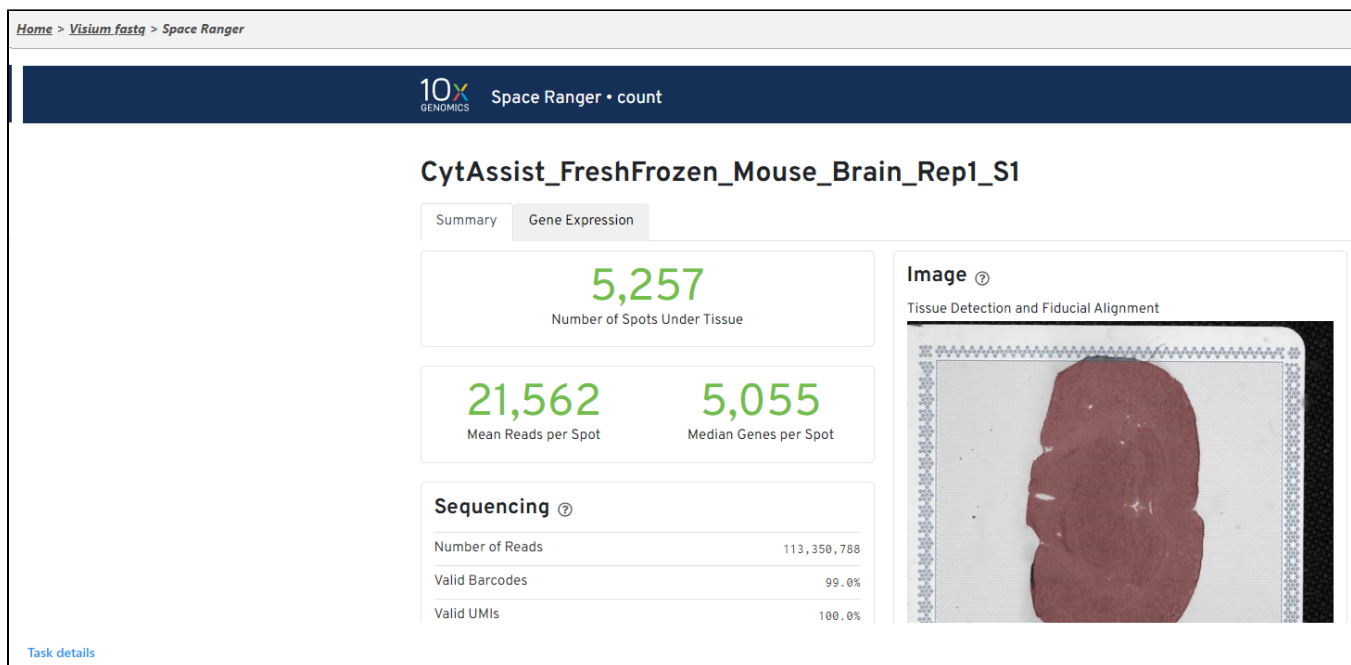 Home > Visium fastq > Space Ranger
10x GENOMICS
Space Ranger • count
CytAssist_FreshFrozen_Mouse_Brain_Rep1_S1
Summary
Gene Expression
5,257
Number of Spots Under Tissue
21,562
Mean Reads per Spot
5,055
Median Genes per Spot
Sequencing ?
Number of Reads 113,350,788
Valid Barcodes 99.0%
Valid UMIs 100.0%
Image ?
Tissue Detection and Fiducial Alignment
Task details